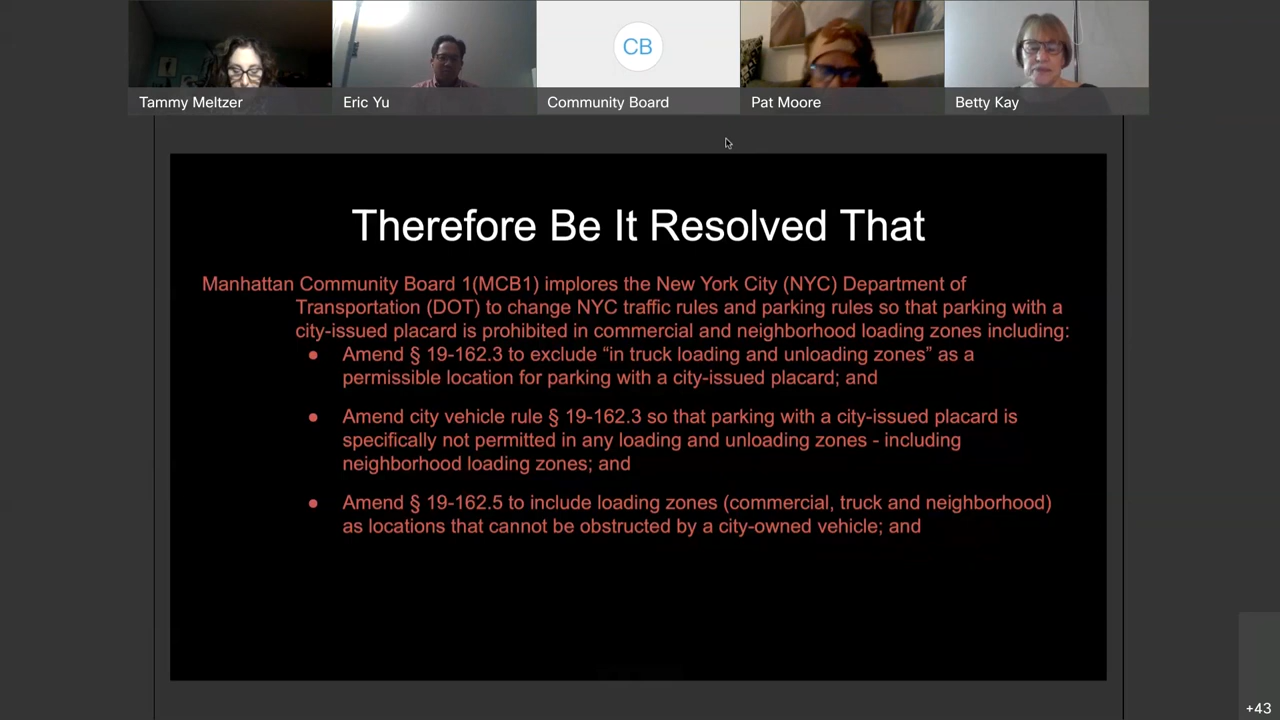 CB
Tammy Meltzer
Eric Yu
Community Board
Pat Moore
Betty Kay
Therefore Be It Resolved That
Manhattan Community Board 1(MCB1) implores the New York City (NYC) Department of
Transportation (DOT) to change NYC traffic rules and parking rules so that parking with a
city-issued placard is prohibited in commercial and neighborhood loading zones including:
● Amend § 19-162.3 to exclude “in truck loading and unloading zones” as a
permissible location for parking with a city-issued placard; and
● Amend city vehicle rule § 19-162.3 so that parking with a city-issued placard is
specifically not permitted in any loading and unloading zones - including
neighborhood loading zones; and
● Amend § 19-162.5 to include loading zones (commercial, truck and neighborhood)
as locations that cannot be obstructed by a city-owned vehicle; and
+43